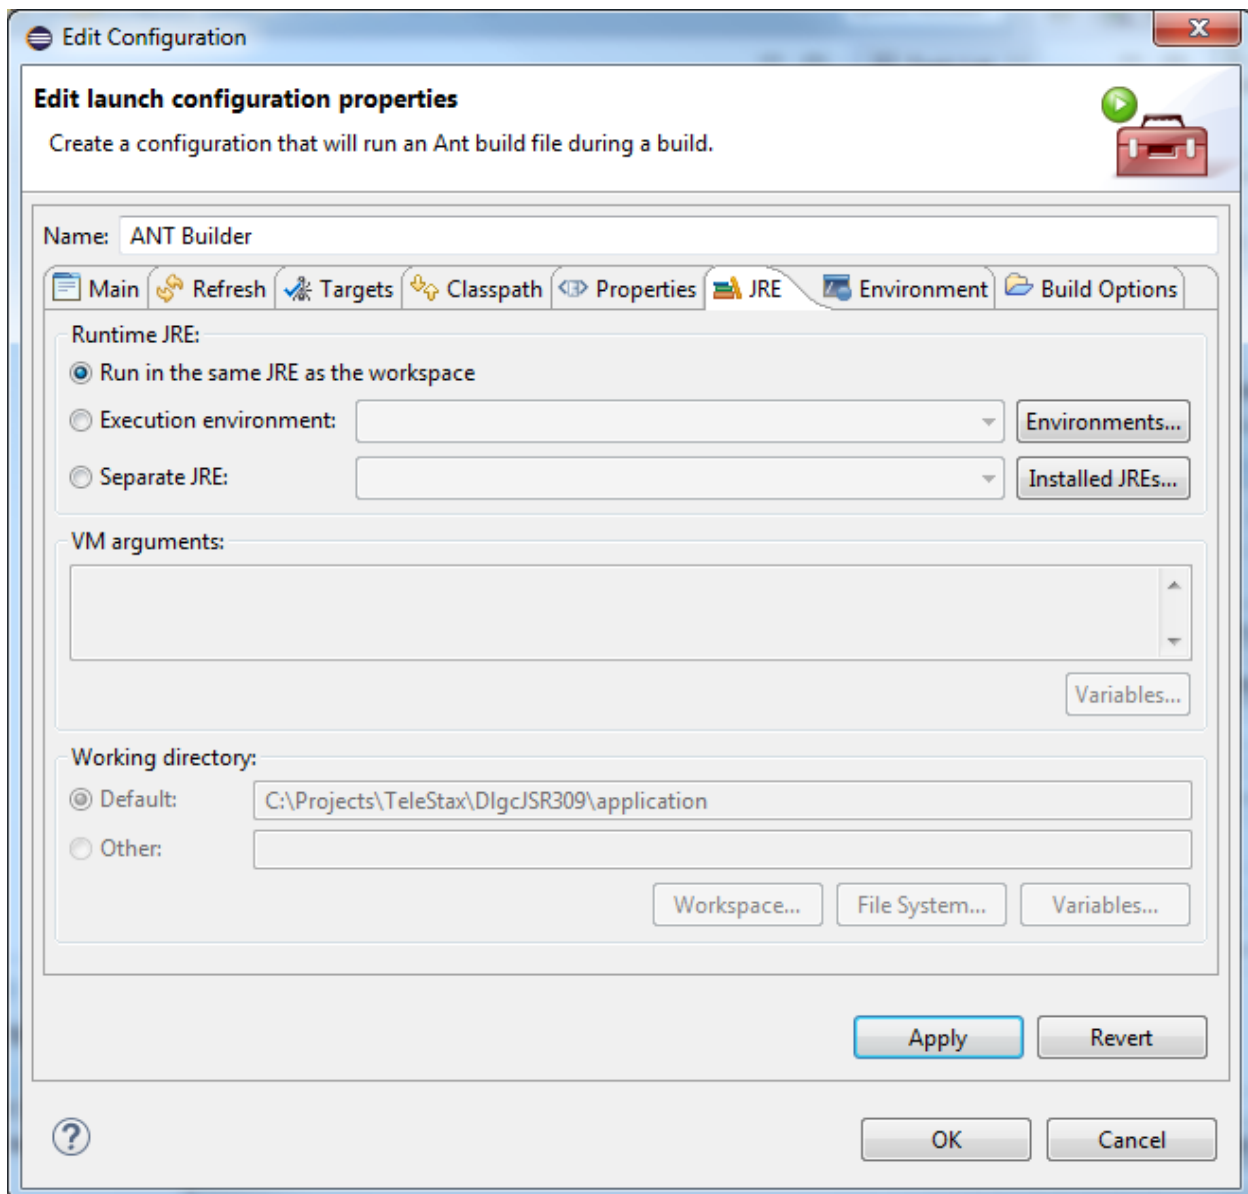 Edit Configuration
Edit launch configuration properties
Create a configuration that will run an Ant build file during a build.
Name: ANT Builder
Main Refresh Targets Classpath Properties JRE Environment Build Options
Runtime JRE:
Run in the same JRE as the workspace
Execution environment: Environments...
Separate JRE: Installed JREs...
VM arguments:
Variables...
Working directory:
Default: C:\Projects\TeleStax\DlgcJSR309\application
Other:
Workspace... File System... Variables...
Apply Revert
OK Cancel